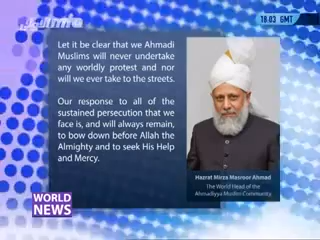 18.03 GMT
Let it be clear that we Ahmadi
Muslims will never undertake
any worldly protest and nor
will we ever take to the streets.
Our response to all of the
sustained persecution that we
face is, and will always remain,
to bow down before Allah the
Almighty and to seek His Help
and Mercy.
Hazrat Mirza Masroor Ahmad
The World Head of the
Ahmadiyya Muslim Community
WORLD
NEWS